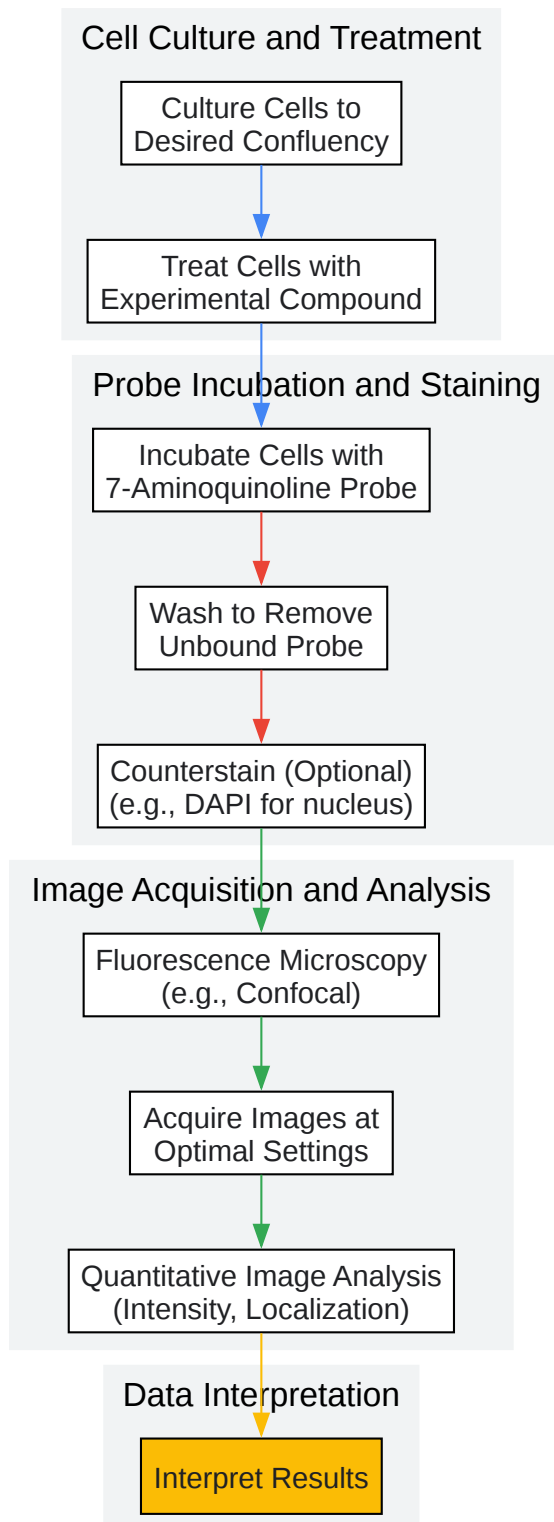 Cell Culture and Treatment
Culture Cells to
Desired Confluency
Treat Cells with
Experimental Compound
Probe Incubation and Staining
Incubate Cells with
7-Aminoquinoline Probe
Wash to Remove
Unbound Probe
Counterstain (Optional)
(e.g., DAPI for nucleus)
Image Acquisition and Analysis
Fluorescence Microscopy
(e.g., Confocal)
Acquire Images at
Optimal Settings
Quantitative Image Analysis
(Intensity, Localization)
Data Interpretation
Interpret Results